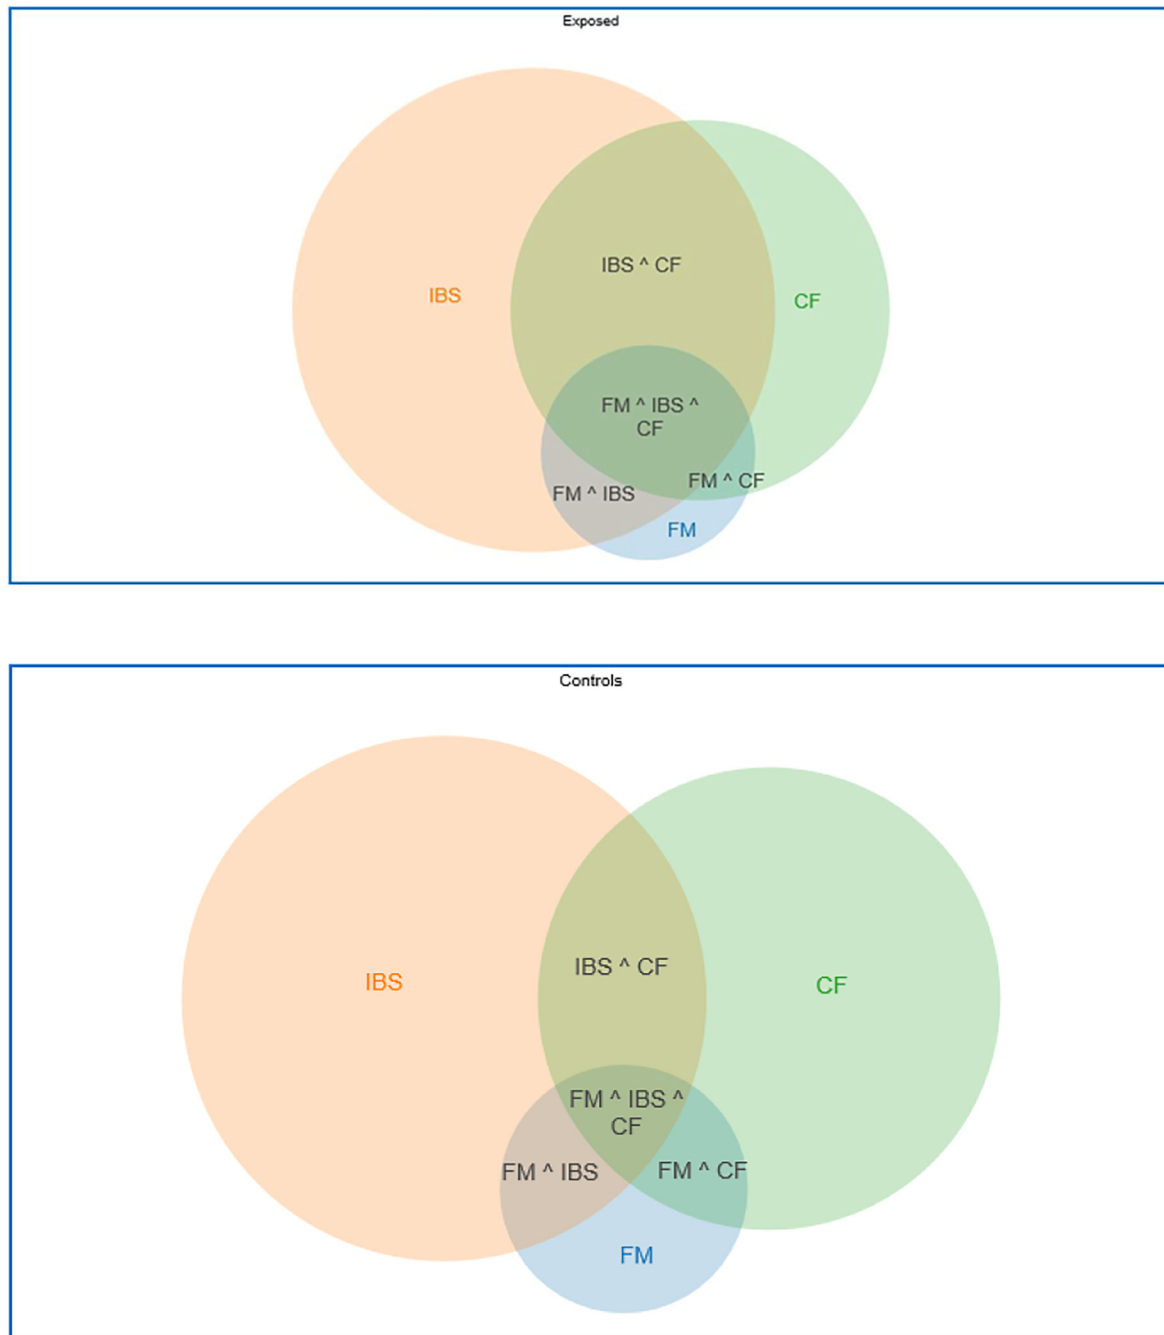 Exposed
IBS ^ CF
IBS
CF
FM ^ IBS ^
CF
FM ^ CF
FM ^ IBS
FM
Controls
IBS ^ CF
IBS
CF
FM ^ IBS ^
CF
FM ^ IBS
FM ^ CF
FM